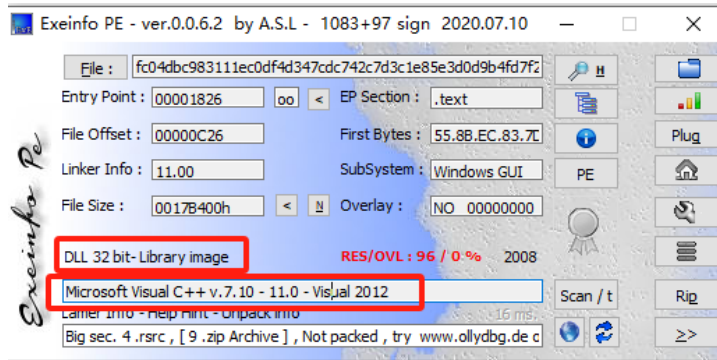 Exeinfo PE - ver.0.0.6.2 by A.S.L - 1083+97 sign 2020.07.10
File : fc04dbc983111ec0df4d347cdc742c7d3c1e85e3d0d9b4fd7f2
H
Entry Point : 00001826 oo < EP Section : .text
File Offset : 00000C26 First Bytes : 55.8B.EC.83.7D
Plug
Linker Info : 11.00 SubSystem : Windows GUI PE
File Size : 0017B400h < N Overlay : NO 00000000
DLL 32 bit- Library image RES/OVL : 96 / 0 % 2008
Microsoft Visual C++ v.7.10 - 11.0 - Visual 2012 Scan / t Rip
Lamer Info - Help Hint - Unpack info 16 ms.
Big sec. 4 .rsrc , [ 9 .zip Archive ] , Not packed , try www.ollydbg.de >>
Exeinfo Pe